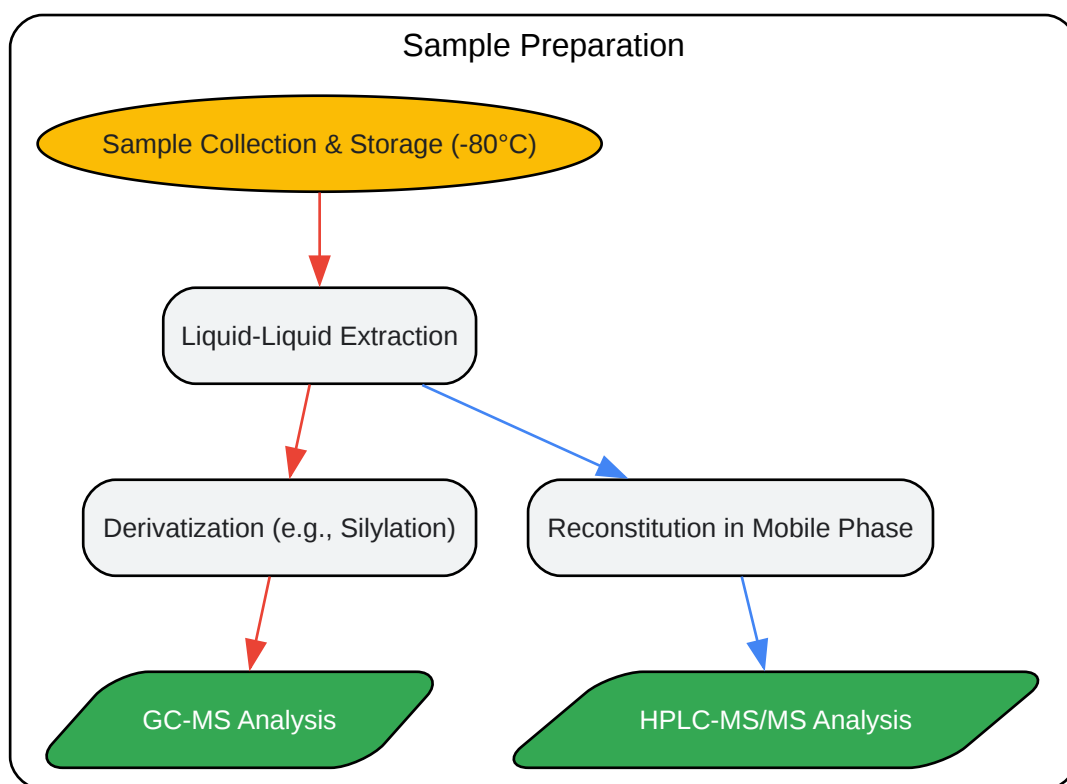 Sample Preparation
Sample Collection & Storage (-80°C)
Liquid-Liquid Extraction
Derivatization (e.g., Silylation)
Reconstitution in Mobile Phase
GC-MS Analysis
HPLC-MS/MS Analysis